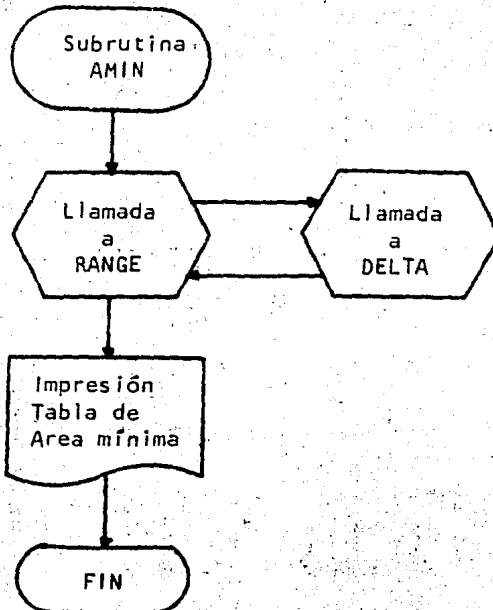 Subrutina
AMIN
Llamada
a
RANGE
Llamada
a
DELTA
Impresión
Tabla de
Area mínima
FIN